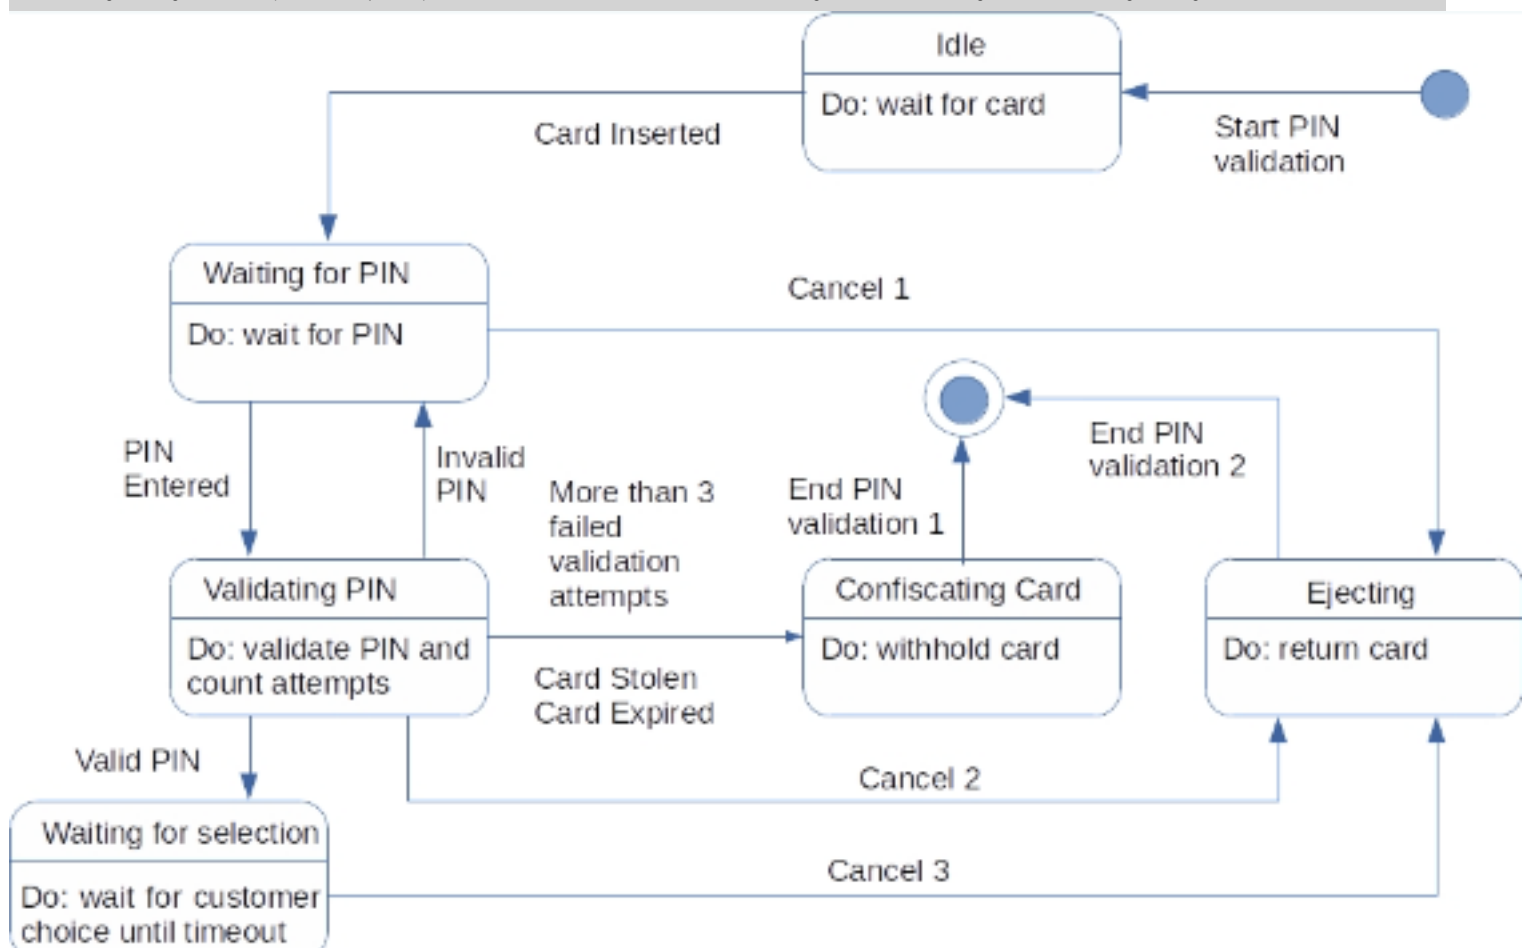 Idle
Do: wait for card
Start PIN
validation
Card Inserted
Waiting for PIN
Do: wait for PIN
Cancel 1
PIN
Entered
Invalid
PIN
More than 3
failed
validation
attempts
End PIN
validation 1
End PIN
validation 2
Validating PIN
Do: validate PIN and
count attempts
Card Stolen
Card Expired
Confiscating Card
Do: withhold card
Ejecting
Do: return card
Valid PIN
Cancel 2
Waiting for selection
Do: wait for customer
choice until timeout
Cancel 3